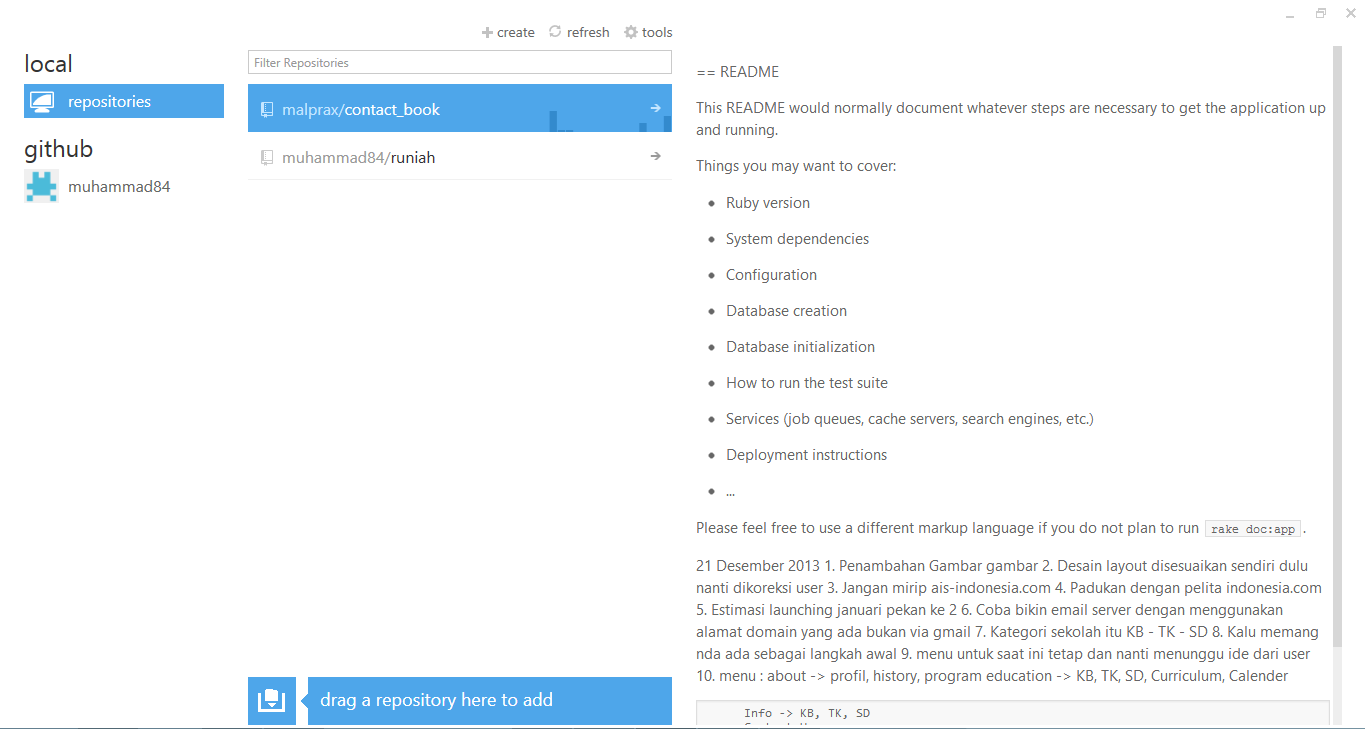 create refresh tools
local
repositories
github
muhammad84
Filter Repositories
malprax/contact_book
muhammad84/runiah
drag a repository here to add
== README
This README would normally document whatever steps are necessary to get the application up
and running.
Things you may want to cover:
Ruby version
System dependencies
Configuration
Database creation
Database initialization
How to run the test suite
Services (job queues, cache servers, search engines, etc.)
Deployment instructions
...
Please feel free to use a different markup language if you do not plan to run rake doc:app.
21 Desember 2013 1. Penambahan Gambar gambar 2. Desain layout disesuaikan sendiri dulu
nanti dikoreksi user 3. Jangan mirip ais-indonesia.com 4. Padukan dengan pelita indonesia.com
5. Estimasi launching januari pekan ke 2 6. Coba bikin email server dengan menggunakan
alamat domain yang ada bukan via gmail 7. Kategori sekolah itu KB - TK - SD 8. Kalu memang
nda ada sebagai langkah awal 9. menu untuk saat ini tetap dan nanti menunggu ide dari user
10. menu : about -> profil, history, program education -> KB, TK, SD, Curriculum, Calender
Info -> KB, TK, SD